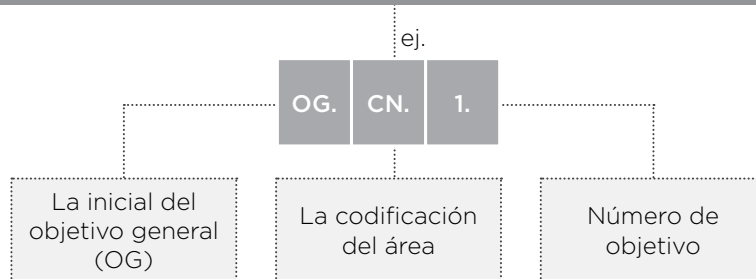 ej.
OG. CN. 1.
La inicial del
objetivo general
(OG)
La codificación
del área
Número de
objetivo